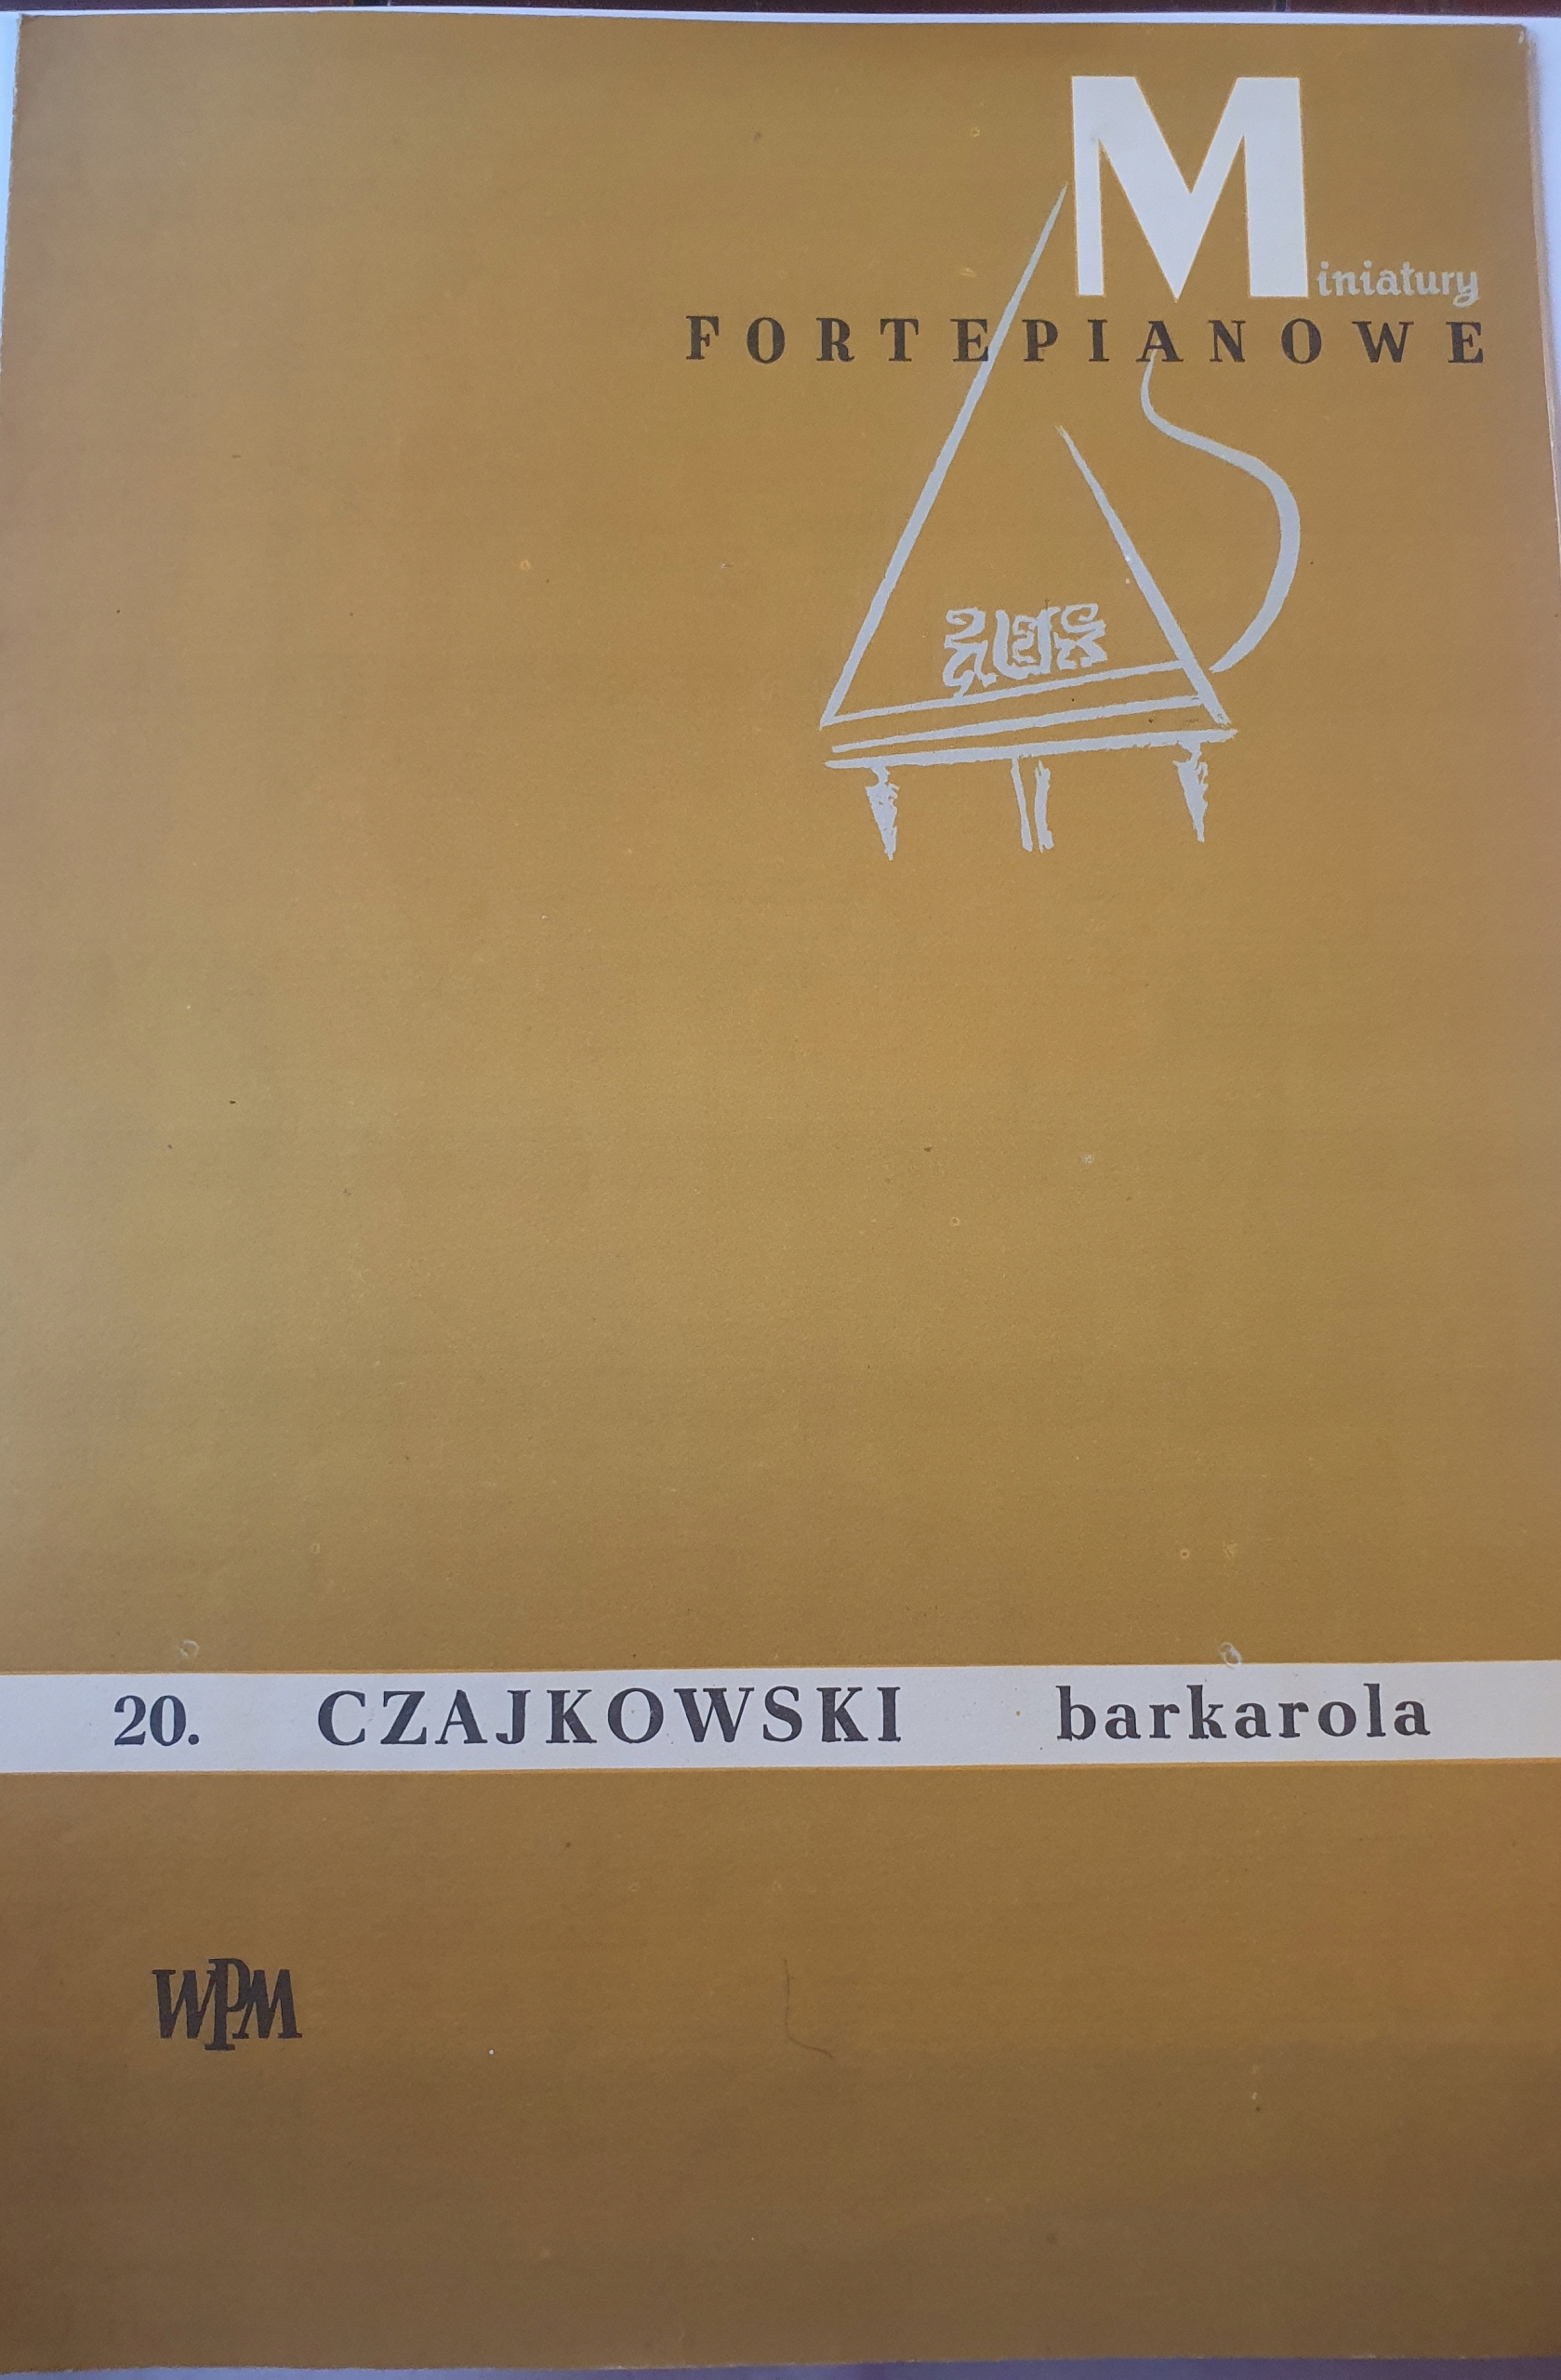 Miniatury
FORTEPIANOWE
20. CZAJKOWSKI barkarola
WPM